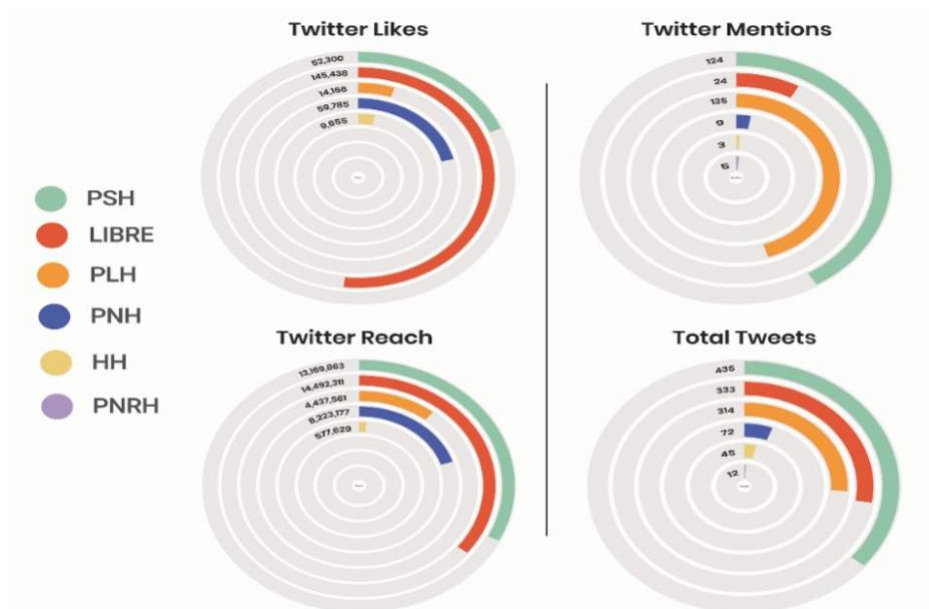 Twitter Likes
52,300
145,438
14,166
59,785
9,655
Twitter Mentions
124
24
135
9
3
5
PSH
LIBRE
PLH
PNH
HH
PNRH
Twitter Reach
13,169,863
14,492,311
4,437,561
8,223,177
577,629
Total Tweets
435
333
314
72
45
12